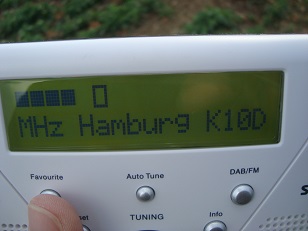 MHz Hamburg K10D
Favourite
Auto Tune
DAB/FM
TUNING
Info